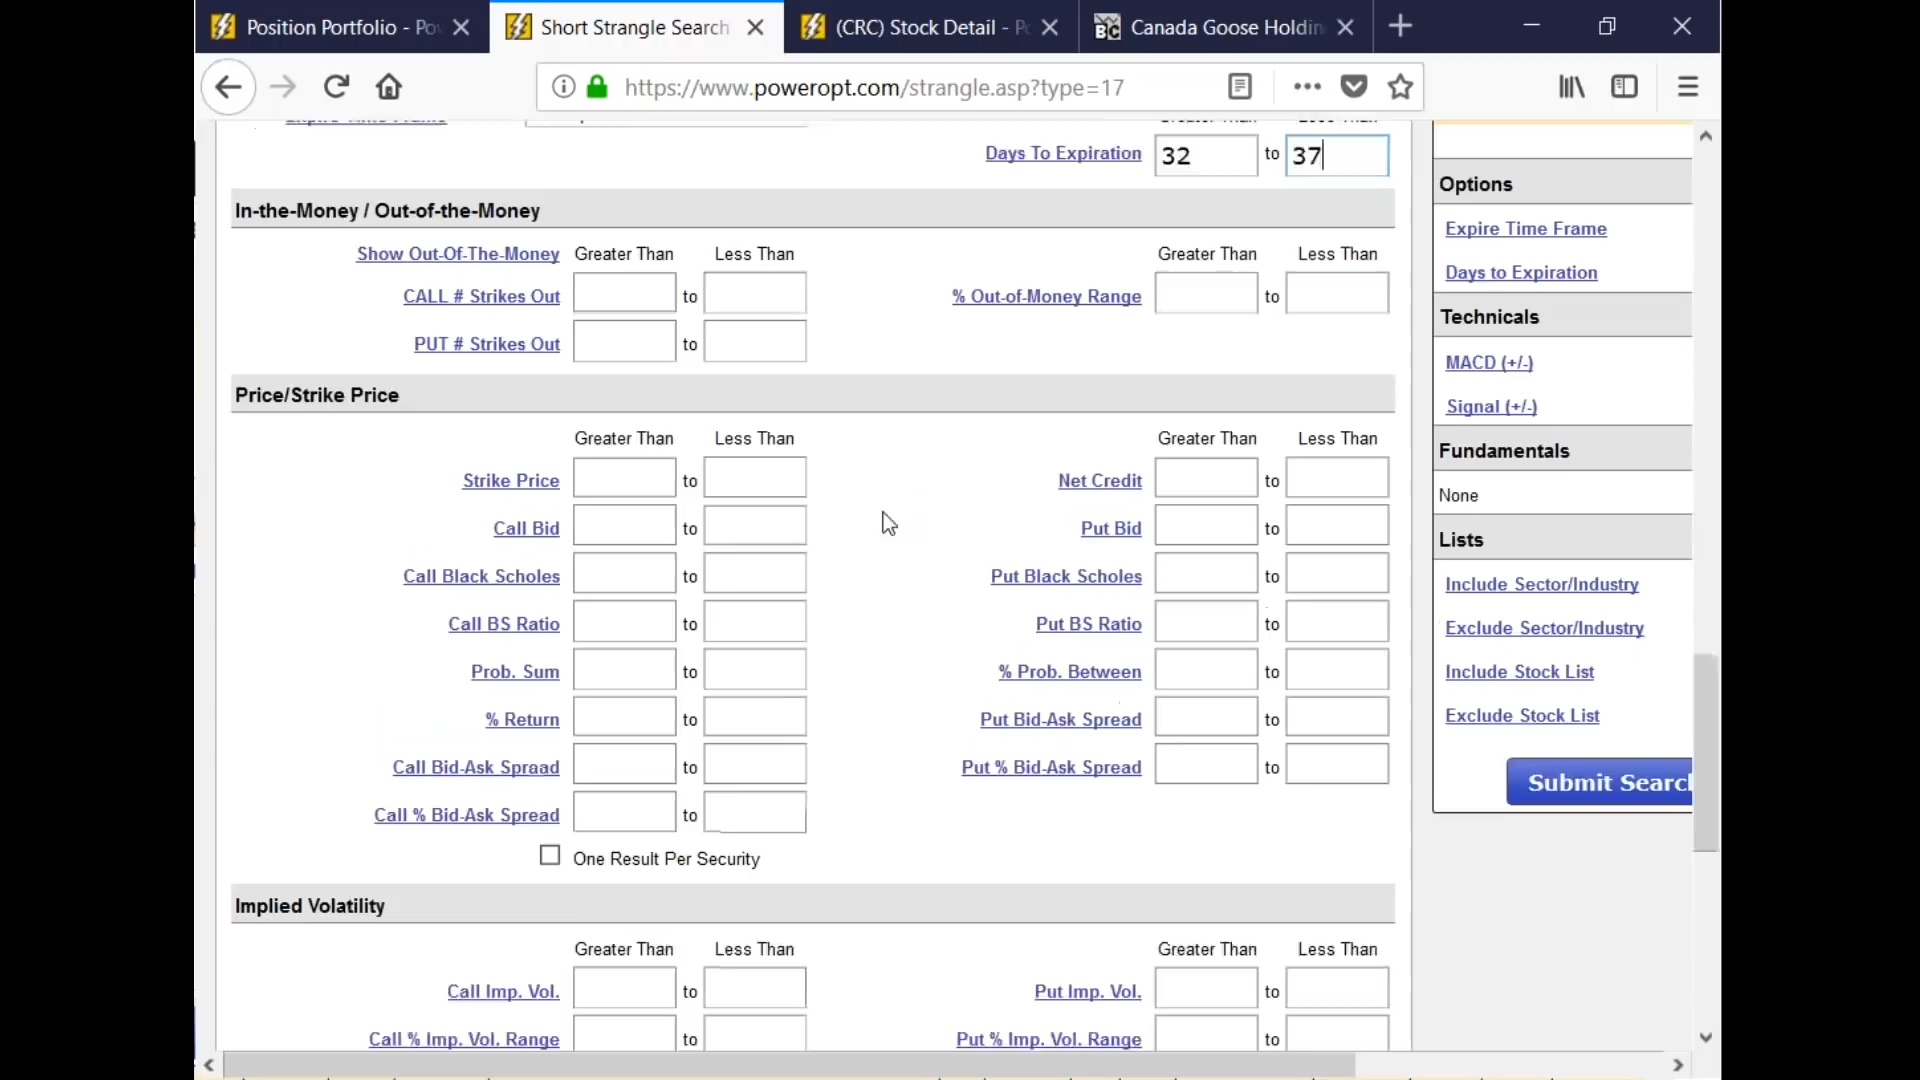 Position Portfolio - Po
Short Strangle Search
(CRC) Stock Detail - P
Canada Goose Holdin
https://www.poweropt.com/strangle.asp?type=17
Days To Expiration 32 to 37
In-the-Money / Out-of-the-Money
Show Out-Of-The-Money Greater Than Less Than Greater Than Less Than
CALL # Strikes Out to % Out-of-Money Range to
PUT # Strikes Out to
Price/Strike Price
Greater Than Less Than Greater Than Less Than
Strike Price to Net Credit to
Call Bid to Put Bid to
Call Black Scholes to Put Black Scholes to
Call BS Ratio to Put BS Ratio to
Prob. Sum to % Prob. Between to
% Return to Put Bid-Ask Spread to
Call Bid-Ask Spraad to Put % Bid-Ask Spread to
Call % Bid-Ask Spread to
One Result Per Security
Implied Volatility
Greater Than Less Than Greater Than Less Than
Call Imp. Vol. to Put Imp. Vol. to
Call % Imp. Vol. Range to Put % Imp. Vol. Range to
Options
Expire Time Frame
Days to Expiration
Technicals
MACD (+/-)
Signal (+/-)
Fundamentals
None
Lists
Include Sector/Industry
Exclude Sector/Industry
Include Stock List
Exclude Stock List
Submit Search